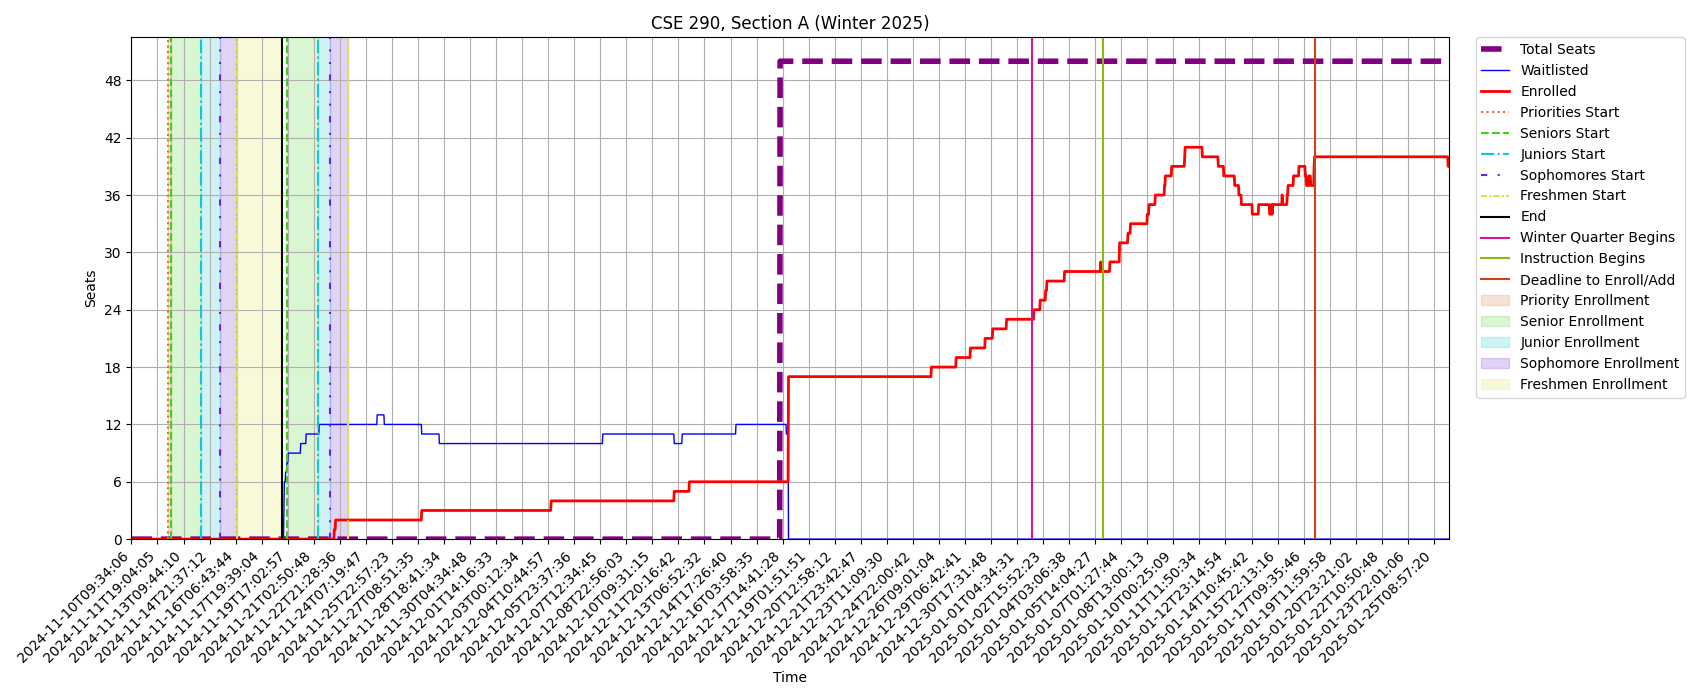 CSE 290, Section A (Winter 2025)
Seats
48
42
36
30
24
18
12
6
0
2024-11-10T09:34:06
2024-11-11T19:04:05
2024-11-13T09:44:10
2024-11-14T21:37:12
2024-11-16T06:43:44
2024-11-17T19:39:04
2024-11-19T17:02:57
2024-11-21T02:50:48
2024-11-22T21:28:36
2024-11-24T07:19:47
2024-11-25T22:57:23
2024-11-28T08:51:35
2024-11-28T18:41:34
2024-11-30T04:34:48
2024-12-01T14:16:33
2024-12-03T00:12:34
2024-12-04T10:44:57
2024-12-05T23:37:36
2024-12-07T12:34:45
2024-12-08T22:56:03
2024-12-10T09:31:15
2024-12-11T20:16:42
2024-12-13T06:52:32
2024-12-14T17:26:40
2024-12-16T03:58:35
2024-12-17T14:41:28
2024-12-19T01:51:51
2024-12-20T12:58:12
2024-12-21T23:42:47
2024-12-23T11:09:30
2024-12-24T22:00:42
2024-12-26T09:01:04
2024-12-29T06:42:41
2024-12-30T17:31:48
2025-01-01T04:34:31
2025-01-02T15:52:23
2025-01-04T03:06:38
2025-01-05T14:04:27
2025-01-07T01:27:44
2025-01-08T13:00:13
2025-01-10T00:25:09
2025-01-11T11:50:34
2025-01-12T23:14:54
2025-01-14T10:45:42
2025-01-15T22:13:16
2025-01-17T09:35:46
2025-01-19T11:59:58
2025-01-20T23:21:02
2025-01-22T10:50:48
2025-01-23T22:01:06
2025-01-25T08:57:20
Time
Total Seats
Waitlisted
Enrolled
Priorities Start
Seniors Start
Juniors Start
Sophomores Start
Freshmen Start
End
Winter Quarter Begins
Instruction Begins
Deadline to Enroll/Add
Priority Enrollment
Senior Enrollment
Junior Enrollment
Sophomore Enrollment
Freshmen Enrollment